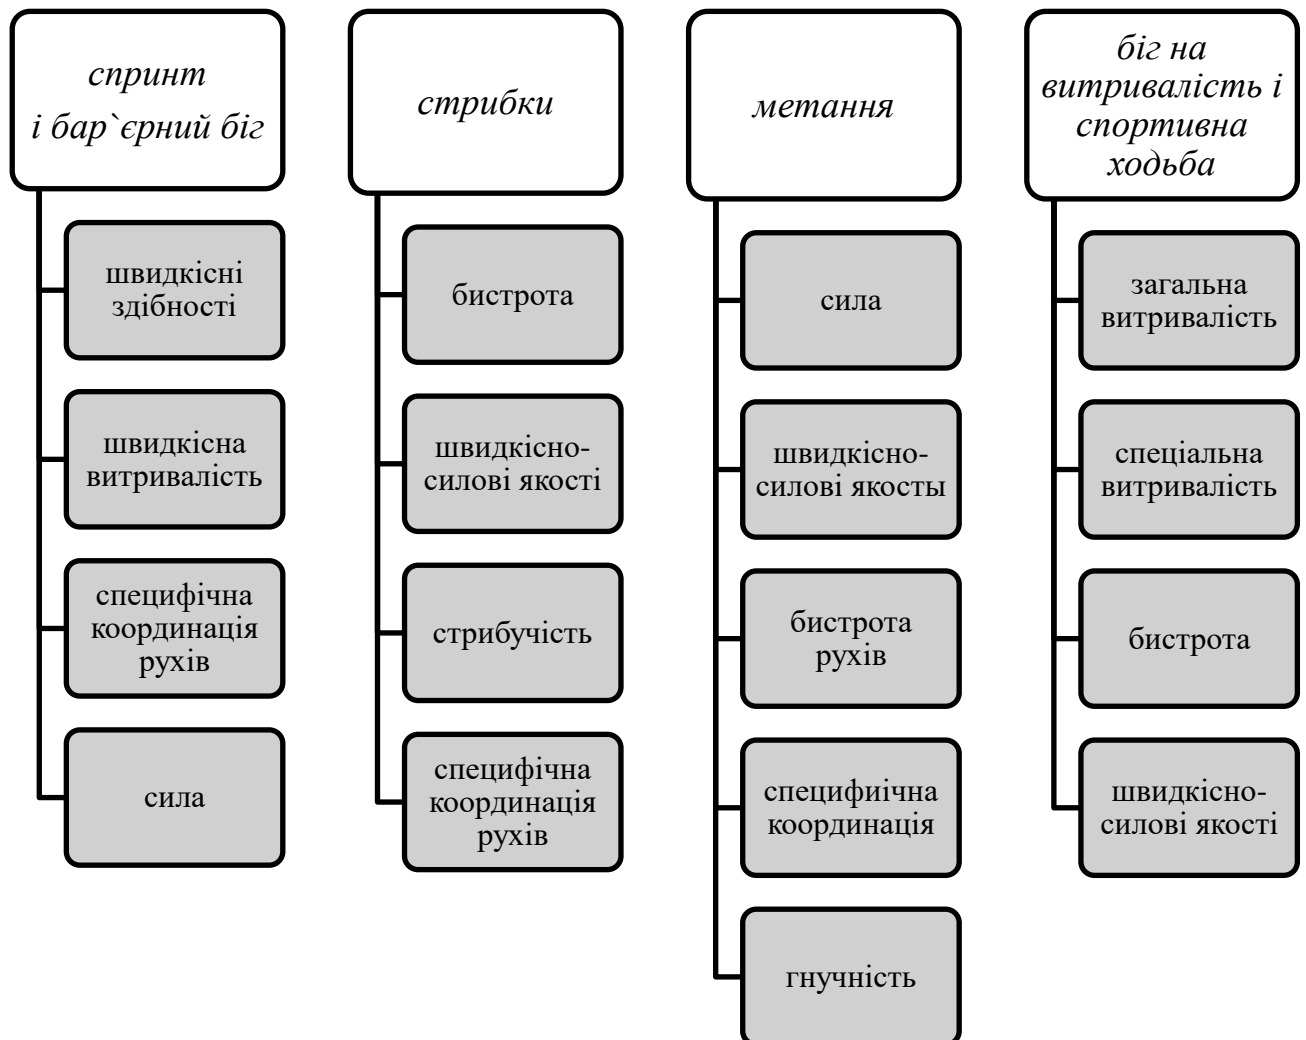 спринт
і бар`єрний біг
швидкісні
здібності
швидкісна
витривалість
специфічна
координація
рухів
сила
стрибки
бистрота
швидкісно-
силові якості
стрибучість
специфічна
координація
рухів
метання
сила
швидкісно-
силові якосты
бистрота
рухів
специфиічна
координація
гнучність
біг на
витривалість і
спортивна
ходьба
загальна
витривалість
спеціальна
витривалість
бистрота
швидкісно-
силові якості